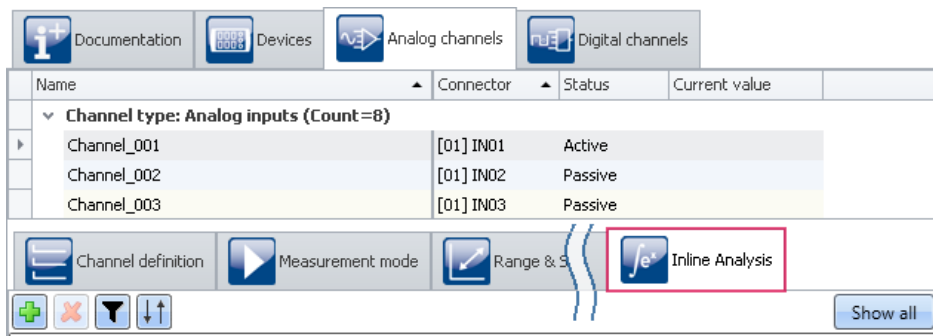 Documentation Devices Analog channels Digital channels
Name Connector Status Current value
Channel type: Analog inputs (Count=8)
Channel_001 [01] IN01 Active
Channel_002 [01] IN02 Passive
Channel_003 [01] IN03 Passive
Channel definition Measurement mode Range & Inline Analysis
Show all